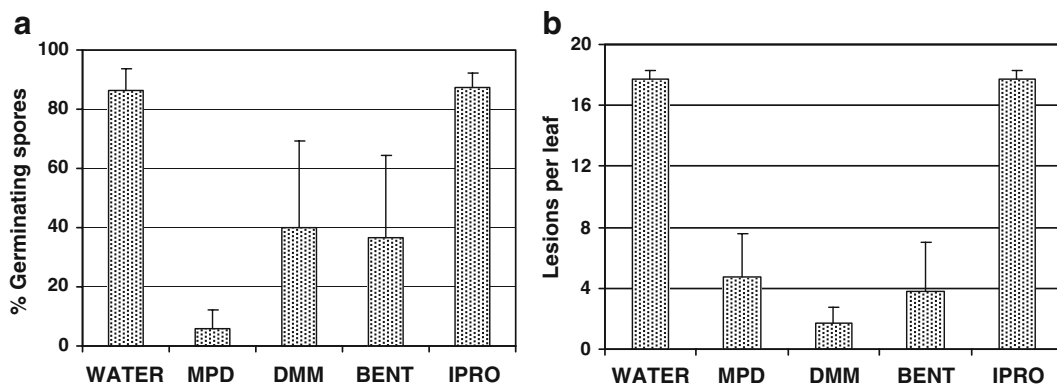 a
% Germinating spores
100
80
60
40
20
0
WATER MPD DMM BENT IPRO
b
Lesions per leaf
20
16
12
8
4
0
WATER MPD DMM BENT IPRO